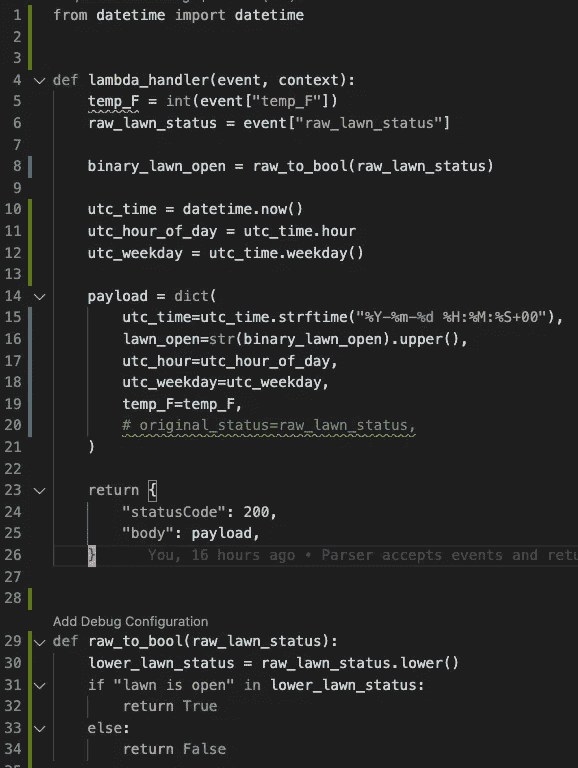 1 from datetime import datetime
2
3
4 def lambda_handler(event, context):
5 temp_F = int(event["temp_F"])
6 raw_lawn_status = event["raw_lawn_status"]
7
8 binary_lawn_open = raw_to_bool(raw_lawn_status)
9
10 utc_time = datetime.now()
11 utc_hour_of_day = utc_time.hour
12 utc_weekday = utc_time.weekday()
13
14 payload = dict(
15 utc_time=utc_time.strftime("%Y-%m-%d %H:%M:%S+00"),
16 lawn_open=str(binary_lawn_open).upper(),
17 utc_hour=utc_hour_of_day,
18 utc_weekday=utc_weekday,
19 temp_F=temp_F,
20 # original_status=raw_lawn_status,
21 )
22
23 return {
24 "statusCode": 200,
25 "body": payload,
26 } You, 16 hours ago • Parser accepts events and retu
27
28
Add Debug Configuration
29 def raw_to_bool(raw_lawn_status):
30 lower_lawn_status = raw_lawn_status.lower()
31 if "lawn is open" in lower_lawn_status:
32 return True
33 else:
34 return False